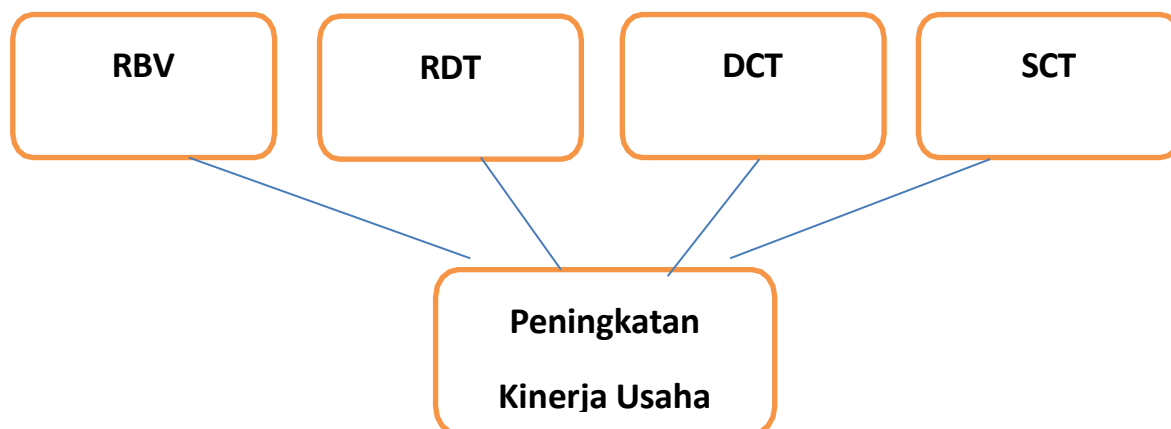 RBV
RDT
DCT
SCT
Peningkatan
Kinerja Usaha